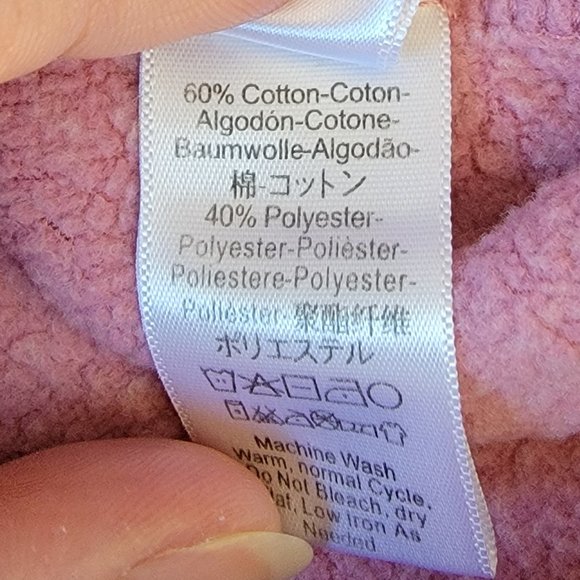 60% Cotton-Coton-
Algodón-Cotone-
Baumwolle-Algodão-
棉-コットン
40% Polyester-
Polyester-Poliéster-
Poliestere-Polyester-
Poliéster-聚酯纤维
ポリエステル
Machine Wash
Warm, normal Cycle,
Do Not Bleach, dry
flat, Low Iron As
Needed